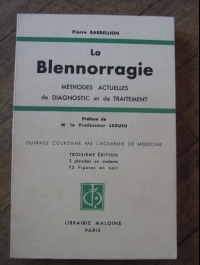 Pierre BARBELLION
La
Blennorragie
MÉTHODES ACTUELLES
de DIAGNOSTIC et de TRAITEMENT
Préface de
M le Professeur LEGUEU
OUVRAGE COURONNÉ PAR L'ACADÉMIE DE MÉDECINE
TROISIÈME ÉDITION
3 planches en couleurs
73 Figures en noir
LIBRAIRIE MALOINE
PARIS